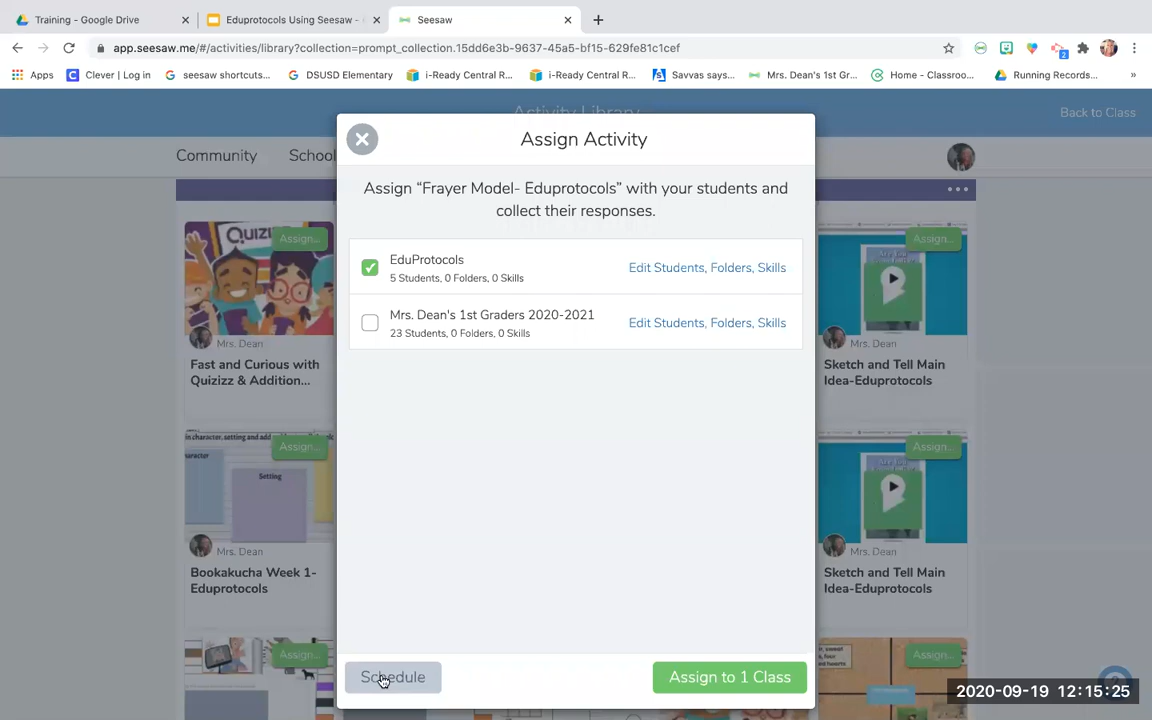 Training - Google Drive
Eduprotocols Using Seesaw -
Seesaw
app.seesaw.me/#/activities/library?collection=prompt_collection.15dd6e3b-9637-45a5-bf15-629fe81c1cef
Apps
Clever | Log in
seesaw shortcuts...
DSUSD Elementary
i-Ready Central R...
i-Ready Central R...
Savvas says...
Mrs. Dean's 1st Gr...
Home - Classroo...
Running Records...
»
Activity Library
Back to Class
Community
School
Assign Activity
Assign "Frayer Model- Eduprotocols" with your students and
collect their responses.
EduProtocols
5 Students, 0 Folders, 0 Skills
Edit Students, Folders, Skills
Mrs. Dean's 1st Graders 2020-2021
23 Students, 0 Folders, 0 Skills
Edit Students, Folders, Skills
Schedule
Assign to 1 Class
Assign...
Mrs. Dean
Fast and Curious with
Quizizz & Addition...
Assign...
Mrs. Dean
Sketch and Tell Main
Idea-Eduprotocols
Assign...
Setting
Mrs. Dean
Bookakucha Week 1-
Eduprotocols
Assign...
Mrs. Dean
Sketch and Tell Main
Idea-Eduprotocols
Assign...
Assign...
2020-09-19 12:15:25